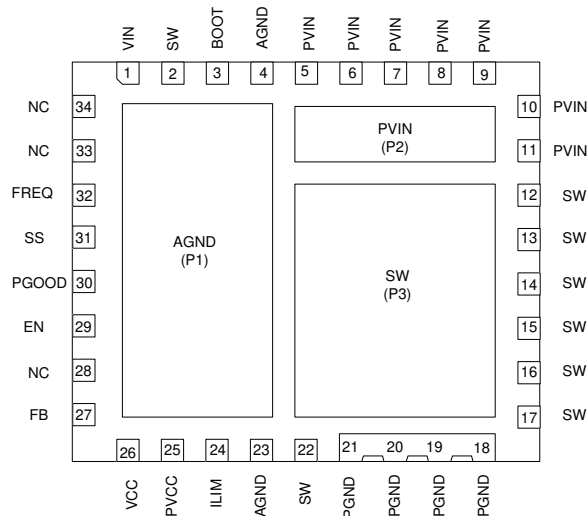 VIN SW BOOT AGND PVIN PVIN PVIN PVIN PVIN
1 2 3 4 5 6 7 8 9
NC 34 10 PVIN
PVIN
(P2)
NC 33 11 PVIN
FREQ 32 12 SW
SS 31 13 SW
AGND
(P1)
SW
(P3)
PGOOD 30 14 SW
EN 29 15 SW
NC 28 16 SW
FB 27 17 SW
26 25 24 23 22 21 20 19 18
VCC PVCC ILIM AGND SW PGND PGND PGND PGND